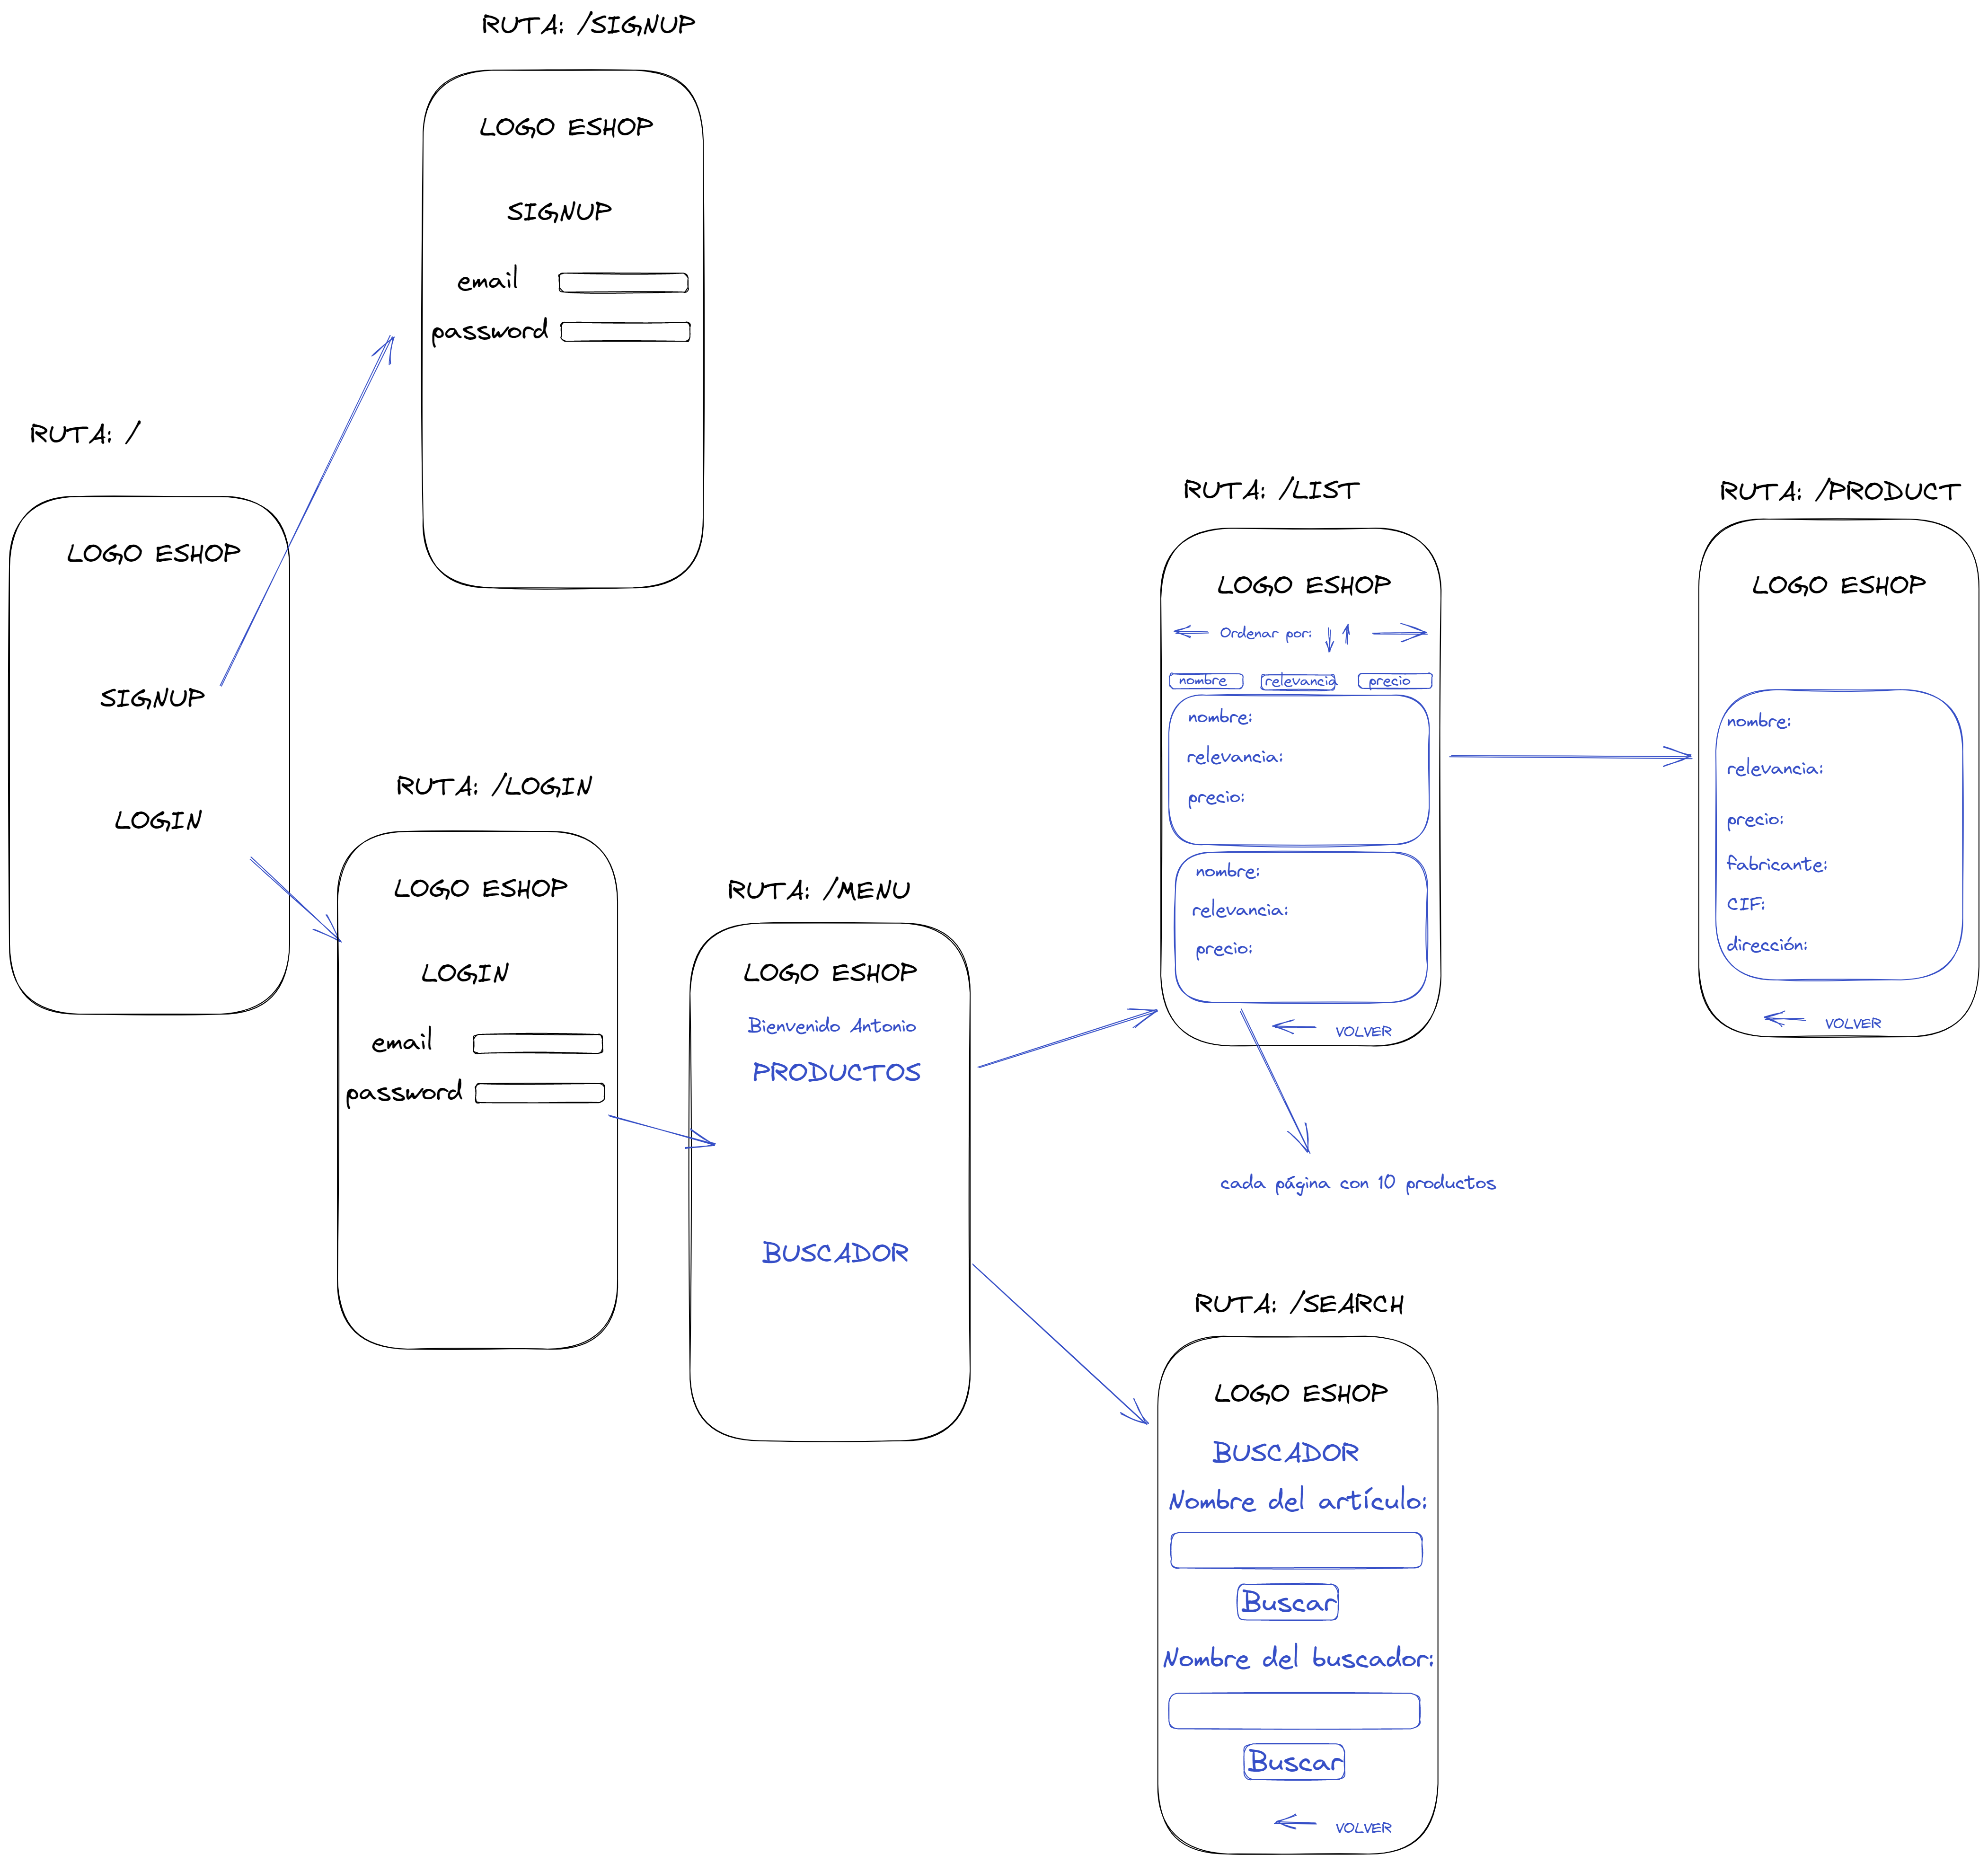 RUTA: /SIGNUP
LOGO ESHOP
SIGNUP
email
password
RUTA: /
LOGO ESHOP
SIGNUP
LOGIN
RUTA: /LOGIN
LOGO ESHOP
LOGIN
email
password
RUTA: /MENU
LOGO ESHOP
Bienvenido Antonio
PRODUCTOS
BUSCADOR
RUTA: /LIST
LOGO ESHOP
Ordenar por:
nombre relevancia precio
nombre:
relevancia:
precio:
nombre:
relevancia:
precio:
VOLVER
cada página con 10 productos
RUTA: /PRODUCT
LOGO ESHOP
nombre:
relevancia:
precio:
fabricante:
CIF:
dirección:
VOLVER
RUTA: /SEARCH
LOGO ESHOP
BUSCADOR
Nombre del artículo:
Buscar
Nombre del buscador:
Buscar
VOLVER